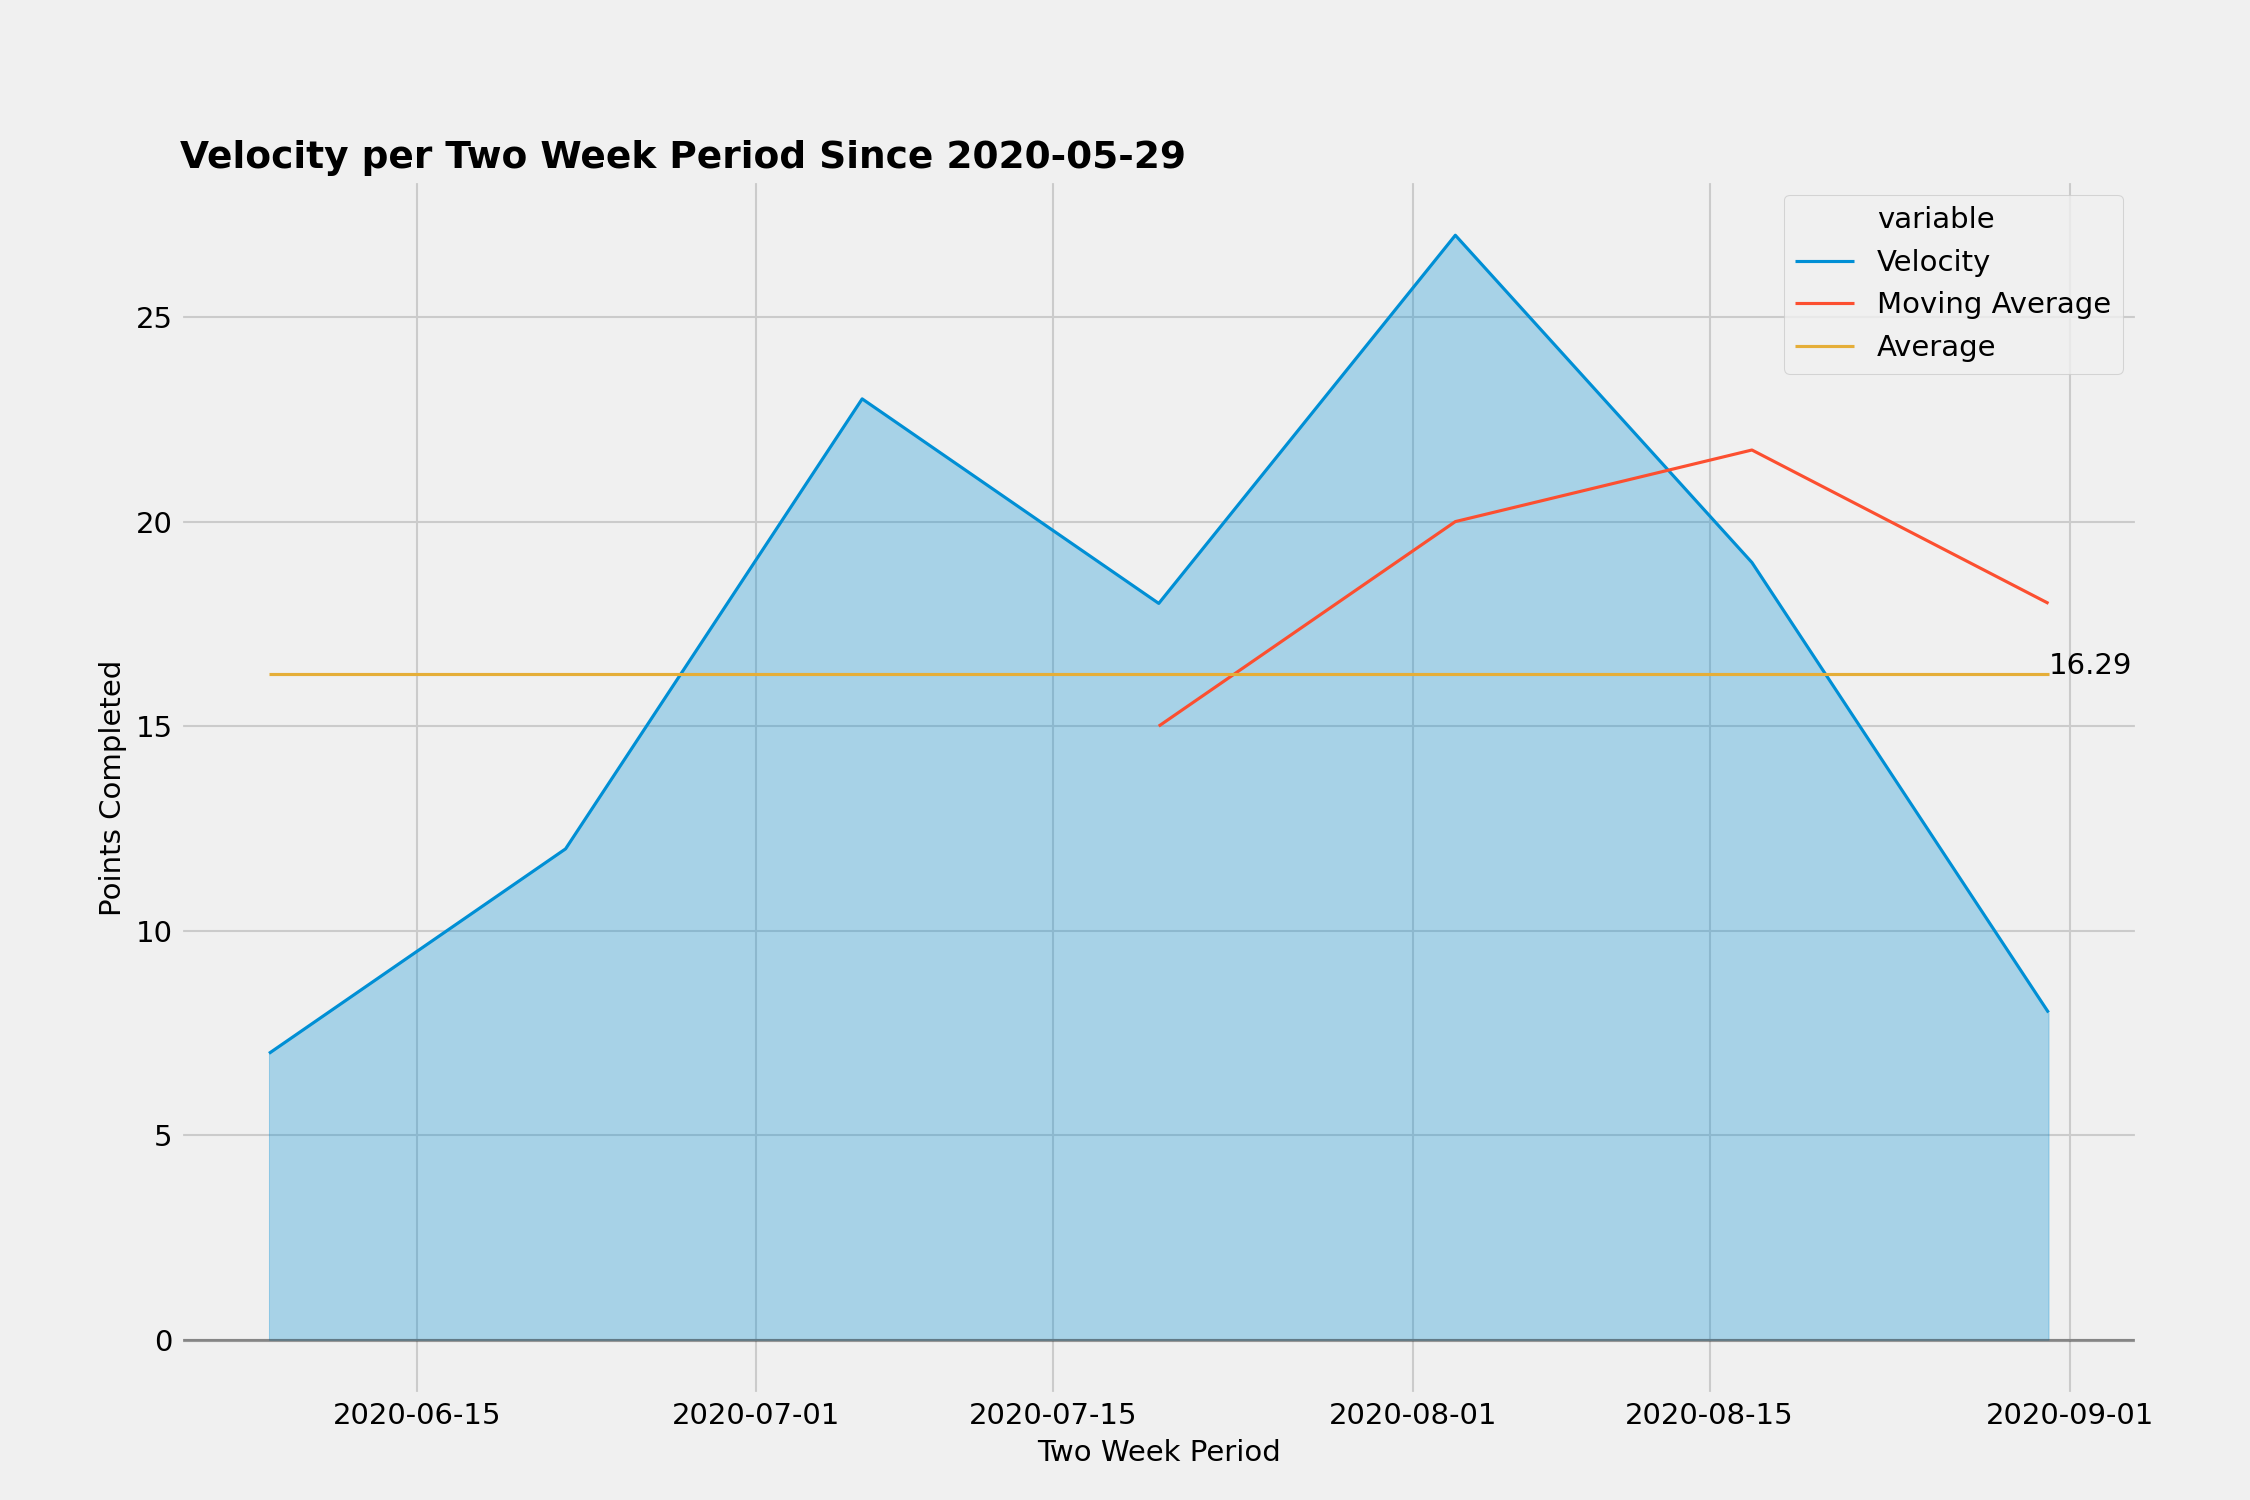 Velocity per Two Week Period Since 2020-05-29
variable
Velocity
Moving Average
Average
25
20
15
10
5
0
Points Completed
16.29
2020-06-15
2020-07-01
2020-07-15
2020-08-01
2020-08-15
2020-09-01
Two Week Period